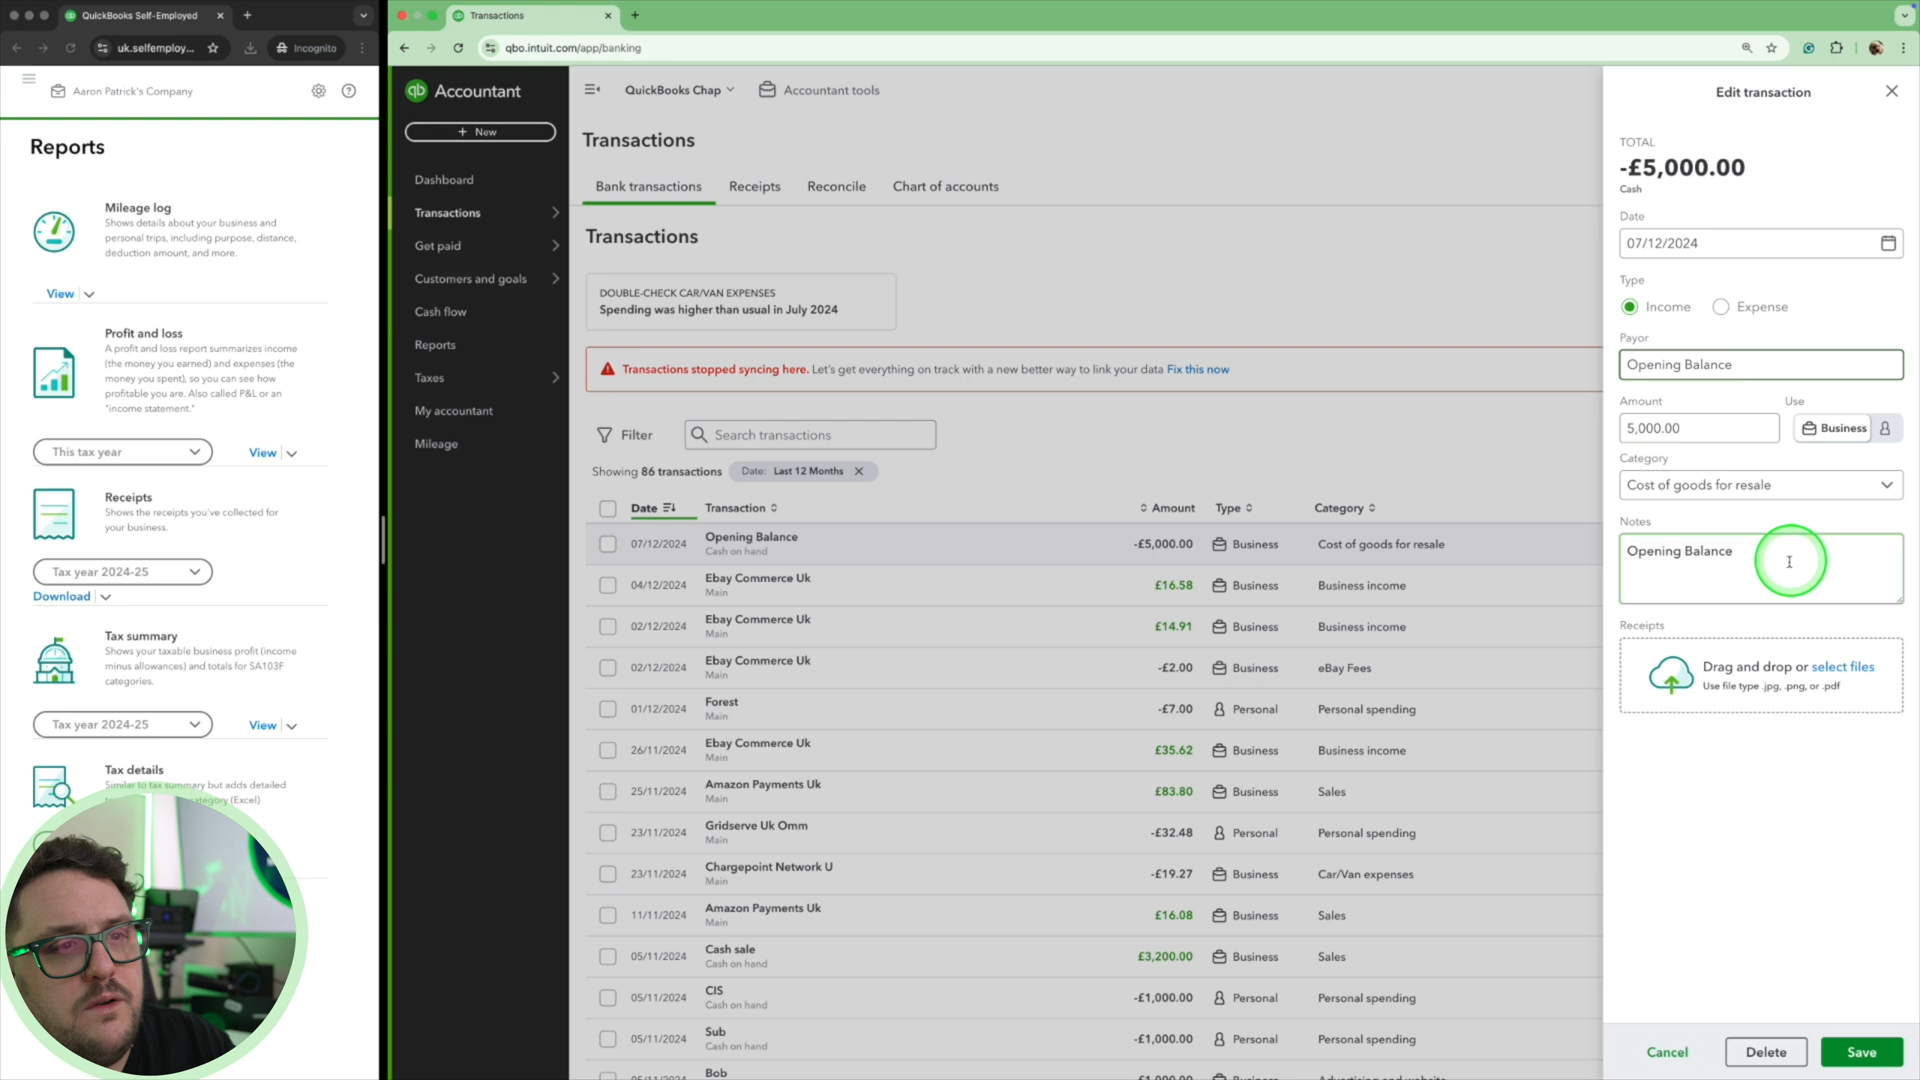 QuickBooks Self-Employed
Transactions
uk.selfemploy...
Incognito
qbo.intuit.com/app/banking
Aaron Patrick's Company
Reports
Mileage log
Shows details about your business and
personal trips, including purpose, distance,
deduction amount, and more.
View
Profit and loss
A profit and loss report summarizes income
(the money you earned) and expenses (the
money you spent), so you can see how
profitable you are. Also called P&L or an
"income statement."
This tax year
View
Receipts
Shows the receipts you've collected for
your business.
Tax year 2024-25
Download
Tax summary
Shows your taxable business profit (income
minus allowances) and totals for SA103F
categories.
Tax year 2024-25
View
Tax details
Similar to tax summary but adds detailed
category (Excel)
qb Accountant
+ New
Dashboard
Transactions
Get paid
Customers and goals
Cash flow
Reports
Taxes
My accountant
Mileage
QuickBooks Chap
Accountant tools
Transactions
Bank transactions
Receipts
Reconcile
Chart of accounts
Transactions
DOUBLE-CHECK CAR/VAN EXPENSES
Spending was higher than usual in July 2024
Transactions stopped syncing here. Let's get everything on track with a new better way to link your data Fix this now
Filter
Search transactions
Showing 86 transactions
Date: Last 12 Months
Date Transaction Amount Type Category
07/12/2024 Opening Balance -£5,000.00 Business Cost of goods for resale
Cash on hand
04/12/2024 Ebay Commerce Uk £16.58 Business Business income
Main
02/12/2024 Ebay Commerce Uk £14.91 Business Business income
Main
02/12/2024 Ebay Commerce Uk -£2.00 Business eBay Fees
Main
01/12/2024 Forest -£7.00 Personal Personal spending
Main
26/11/2024 Ebay Commerce Uk £35.62 Business Business income
Main
25/11/2024 Amazon Payments Uk £83.80 Business Sales
Main
23/11/2024 Gridserve Uk Omm -£32.48 Personal Personal spending
Main
23/11/2024 Chargepoint Network U -£19.27 Business Car/Van expenses
Main
11/11/2024 Amazon Payments Uk £16.08 Business Sales
Main
05/11/2024 Cash sale £3,200.00 Business Sales
Cash on hand
05/11/2024 CIS -£1,000.00 Personal Personal spending
Cash on hand
05/11/2024 Sub -£1,000.00 Personal Personal spending
Cash on hand
Bob
Edit transaction
TOTAL
-£5,000.00
Cash
Date
07/12/2024
Type
Income
Expense
Payor
Opening Balance
Amount
Use
5,000.00
Business
Category
Cost of goods for resale
Notes
Opening Balance
Receipts
Drag and drop or select files
Use file type .jpg, .png, or .pdf
Cancel
Delete
Save